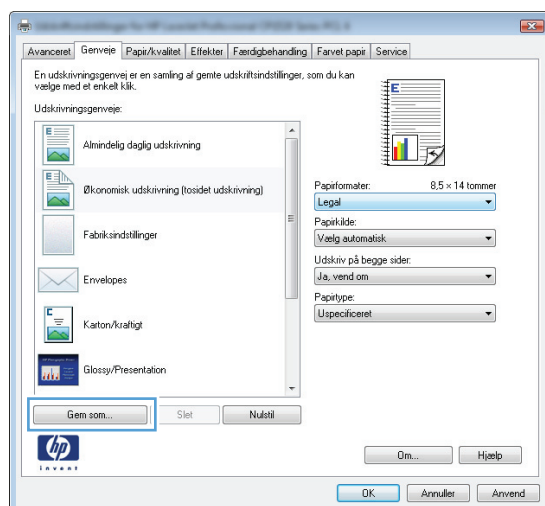 Avanceret Genveje Papir/kvalitet Effekter Færdigbehandling Farvet papir Service
En udskrivningsgenvej er en samling af gemte udskriftsindstillinger, som du kan
vælge med et enkelt klik.
Udskrivningsgenveje:
Almindelig daglig udskrivning
Økonomisk udskrivning (tosidet udskrivning)
Fabriksindstillinger
Envelopes
Karton/kraftigt
Glossy/Presentation
Papirformater: 8,5 × 14 tommer
Legal
Papirkilde:
Vælg automatisk
Udskriv på begge sider:
Ja, vend om
Papirtype:
Uspecificeret
Gem som... Slet Nulstil
hp
invent
Om... Hjælp
OK Annuller Anvend